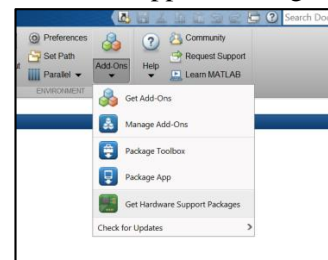 Search Doc
Preferences
Community
Set Path
Request Support
Parallel
Add-Ons
Help
Learn MATLAB
ENVIRONMENT
Get Add-Ons
Manage Add-Ons
Package Toolbox
Package App
Get Hardware Support Packages
Check for Updates